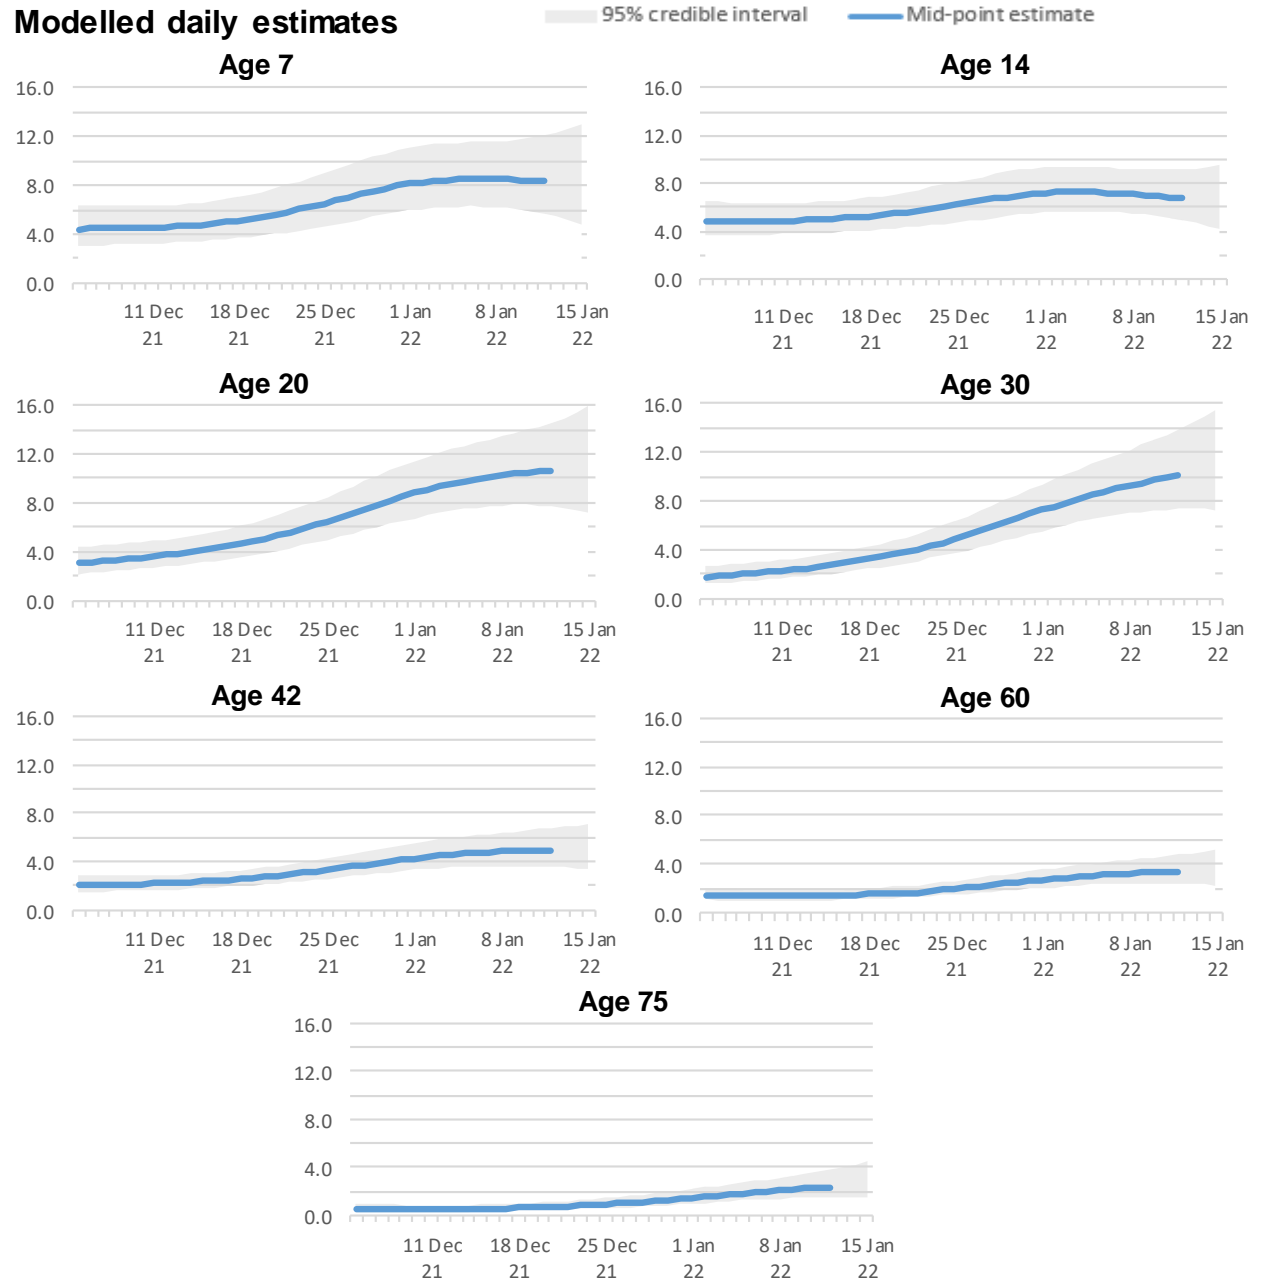 Modelled daily estimates
95% credible interval
Mid-point estimate
Age 7
16.0
12.0
8.0
4.0
0.0
11 Dec 21
18 Dec 21
25 Dec 21
1 Jan 22
8 Jan 22
15 Jan 22
Age 14
16.0
12.0
8.0
4.0
0.0
11 Dec 21
18 Dec 21
25 Dec 21
1 Jan 22
8 Jan 22
15 Jan 22
Age 20
16.0
12.0
8.0
4.0
0.0
11 Dec 21
18 Dec 21
25 Dec 21
1 Jan 22
8 Jan 22
15 Jan 22
Age 30
16.0
12.0
8.0
4.0
0.0
11 Dec 21
18 Dec 21
25 Dec 21
1 Jan 22
8 Jan 22
15 Jan 22
Age 42
16.0
12.0
8.0
4.0
0.0
11 Dec 21
18 Dec 21
25 Dec 21
1 Jan 22
8 Jan 22
15 Jan 22
Age 60
16.0
12.0
8.0
4.0
0.0
11 Dec 21
18 Dec 21
25 Dec 21
1 Jan 22
8 Jan 22
15 Jan 22
Age 75
16.0
12.0
8.0
4.0
0.0
11 Dec 21
18 Dec 21
25 Dec 21
1 Jan 22
8 Jan 22
15 Jan 22